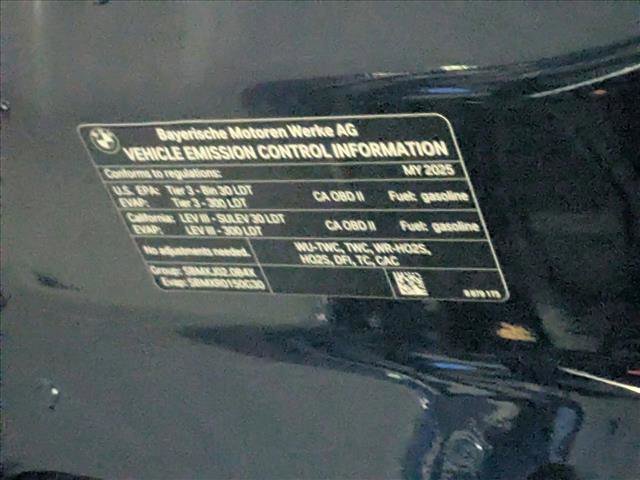 Bayerische Motoren Werke AG
VEHICLE EMISSION CONTROL INFORMATION
Conforms to regulations: MY 2025
U.S. EPA: Tier 3 - Bin 30 LDT CA OBD II Fuel: gasoline
EVAP: Tier 3 - 300 LDT
California: LEV III - SULEV 30 LDT CA OBD II Fuel: gasoline
EVAP: LEV III - 300 LDT
No adjustments needed. WU-TWC, TWC, WR-HO2S,
HO2S, DFI, TC, CAC
Group:
Evap: